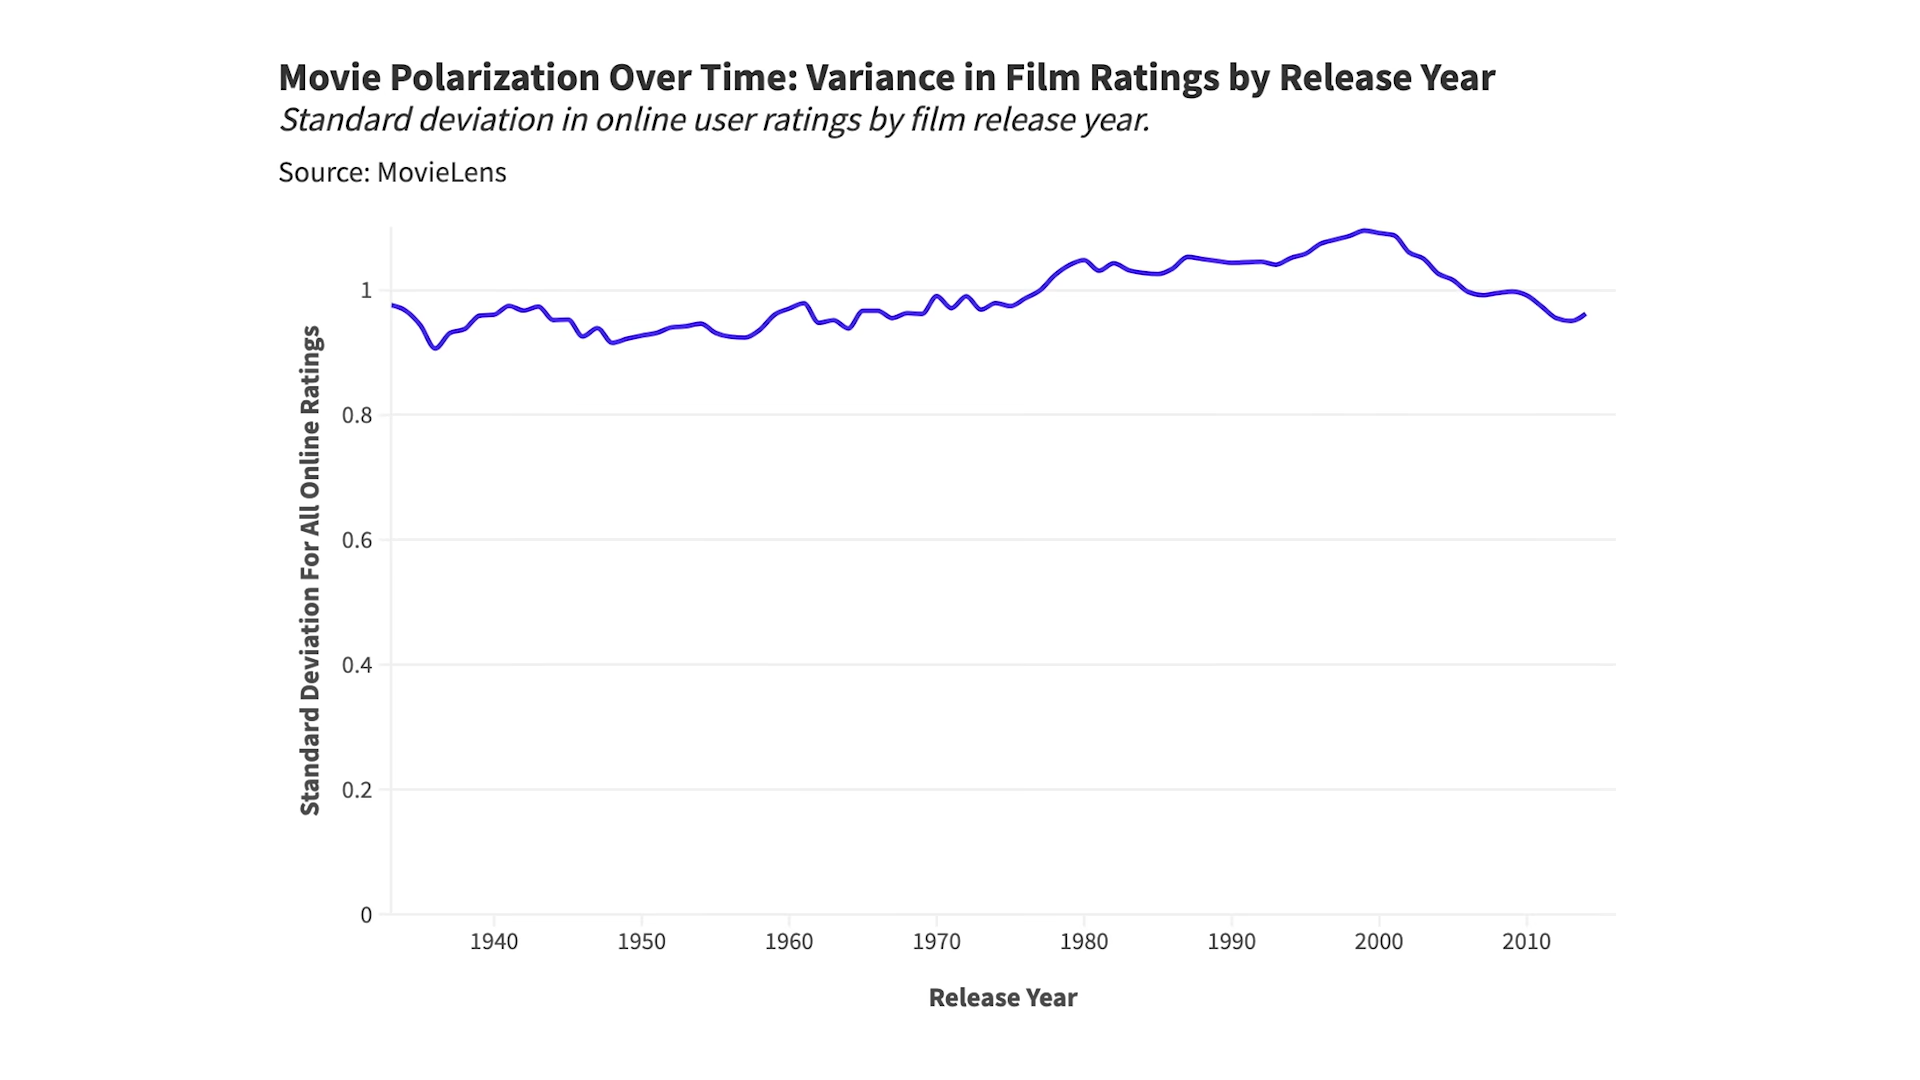 Movie Polarization Over Time: Variance in Film Ratings by Release Year
Standard deviation in online user ratings by film release year.
Source: MovieLens
Standard Deviation For All Online Ratings
1
0.8
0.6
0.4
0.2
0
1940 1950 1960 1970 1980 1990 2000 2010
Release Year